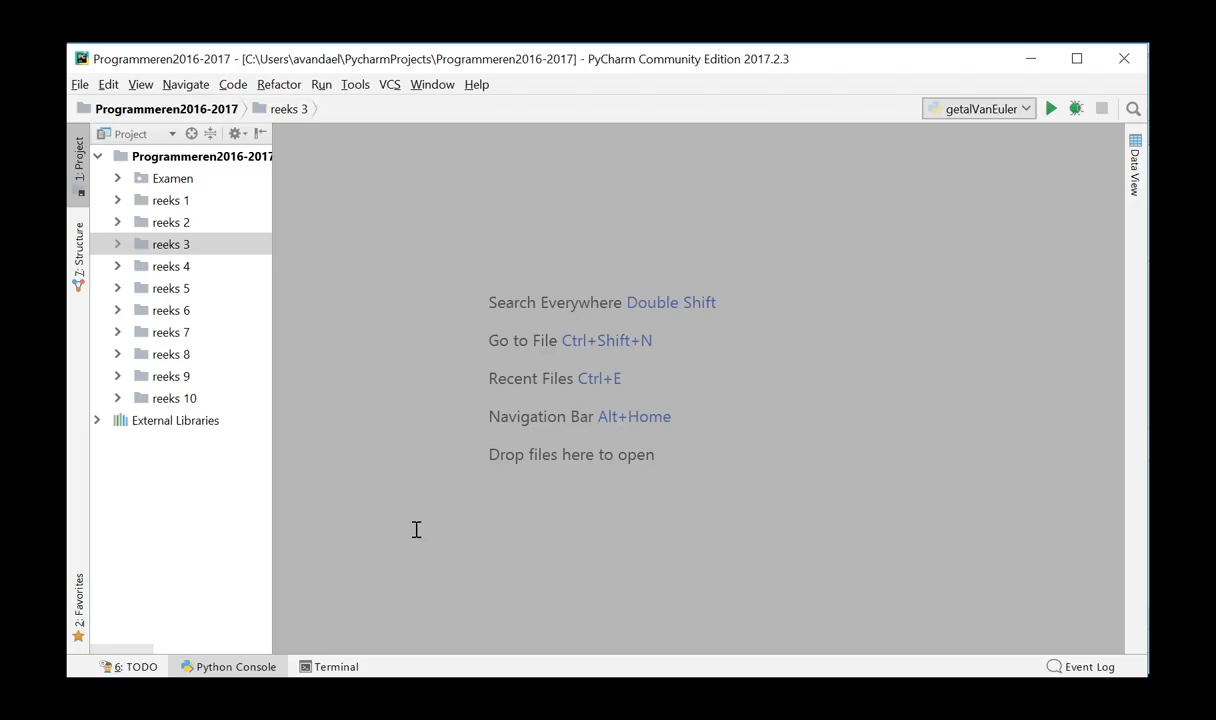 Programmeren2016-2017 - [C:\Users\avandael\PycharmProjects\Programmeren2016-2017] - PyCharm Community Edition 2017.2.3
File Edit View Navigate Code Refactor Run Tools VCS Window Help
Programmeren2016-2017 reeks 3 getalVanEuler
Project
Programmeren2016-2017
Examen
reeks 1
reeks 2
reeks 3
reeks 4
reeks 5
reeks 6
reeks 7
reeks 8
reeks 9
reeks 10
External Libraries
1: Project
7: Structure
2: Favorites
Search Everywhere Double Shift
Go to File Ctrl+Shift+N
Recent Files Ctrl+E
Navigation Bar Alt+Home
Drop files here to open
Data View
6: TODO Python Console Terminal Event Log